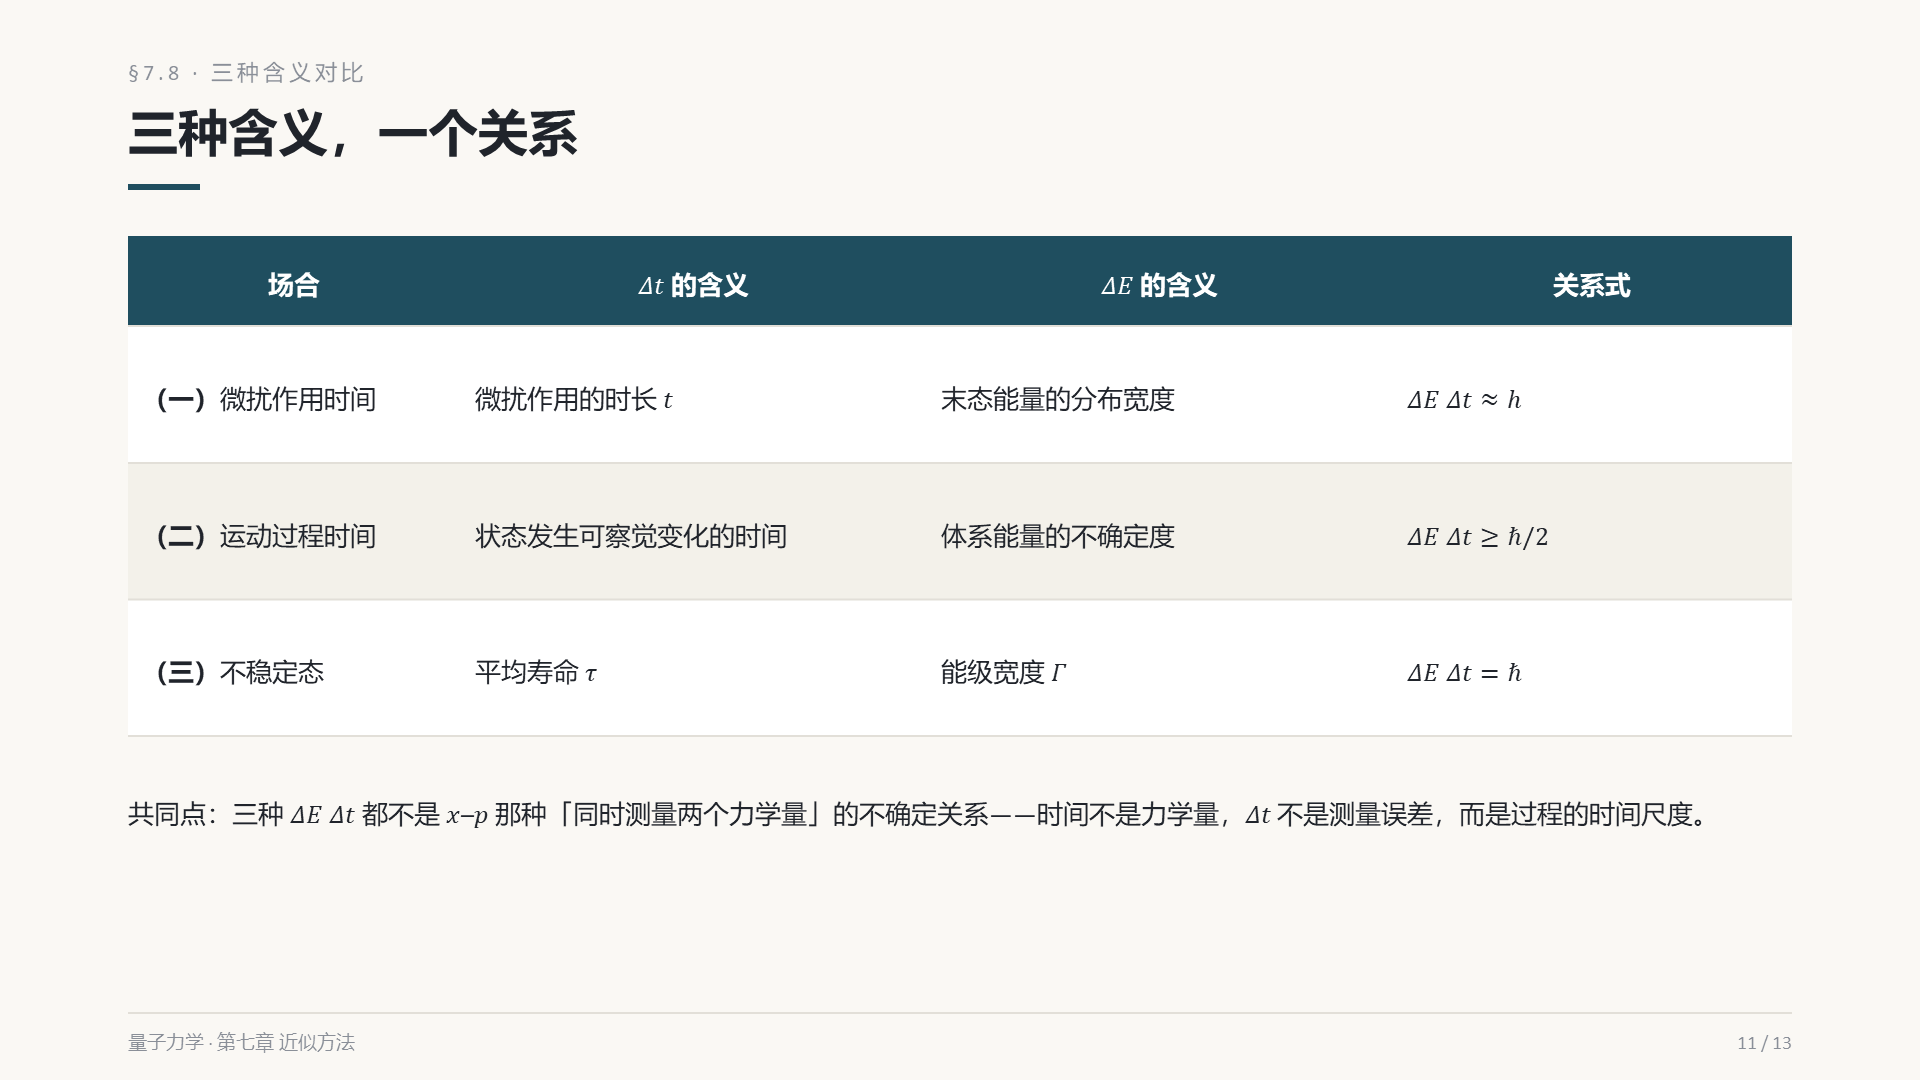 §7.8 · 三种含义对比
三种含义，一个关系
场合 Δt 的含义 ΔE 的含义 关系式
（一）微扰作用时间 微扰作用的时长 t 末态能量的分布宽度 ΔE Δt ≈ h
（二）运动过程时间 状态发生可察觉变化的时间 体系能量的不确定度 ΔE Δt ≥ ℏ/2
（三）不稳定态 平均寿命 τ 能级宽度 Γ ΔE Δt = ℏ
共同点：三种 ΔE Δt 都不是 x–p 那种「同时测量两个力学量」的不确定关系——时间不是力学量，Δt 不是测量误差，而是过程的时间尺度。
量子力学 · 第七章 近似方法
11 / 13